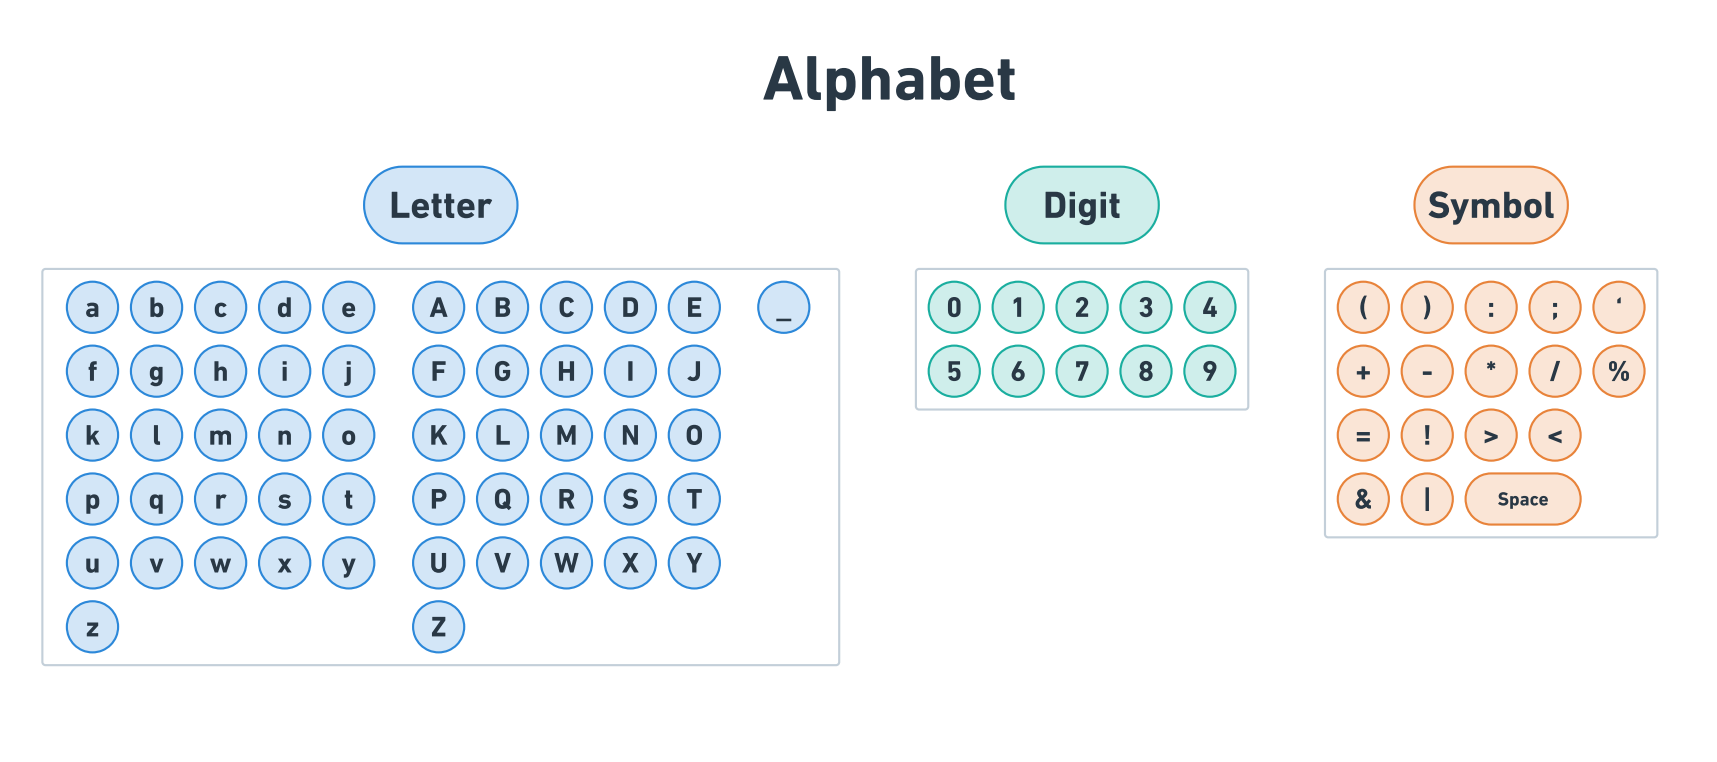 Alphabet
Letter Digit Symbol
a b c d e A B C D E _ 0 1 2 3 4 ( ) : ; ‘
f g h i j F G H I J 5 6 7 8 9 + - * / %
k l m n o K L M N O = ! > <
p q r s t P Q R S T & | Space
u v w x y U V W X Y
z Z